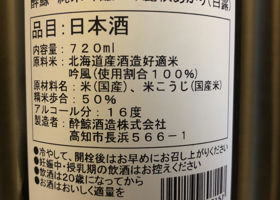 品目:日本酒
内容量:720ml
原料米:北海道産酒造好適米
吟風(使用割合100%)
原材料:米(国産)、米こうじ(国産米)
精米歩合:50%
アルコール分:16度
製造者:酔鯨酒造株式会社
高知市長浜566-1
●冷やして、開栓後はお早めにお召し上がりください
●妊娠中・授乳期の飲酒はお控えください
●飲酒は20歳になってから
●お酒はおいしく適量を